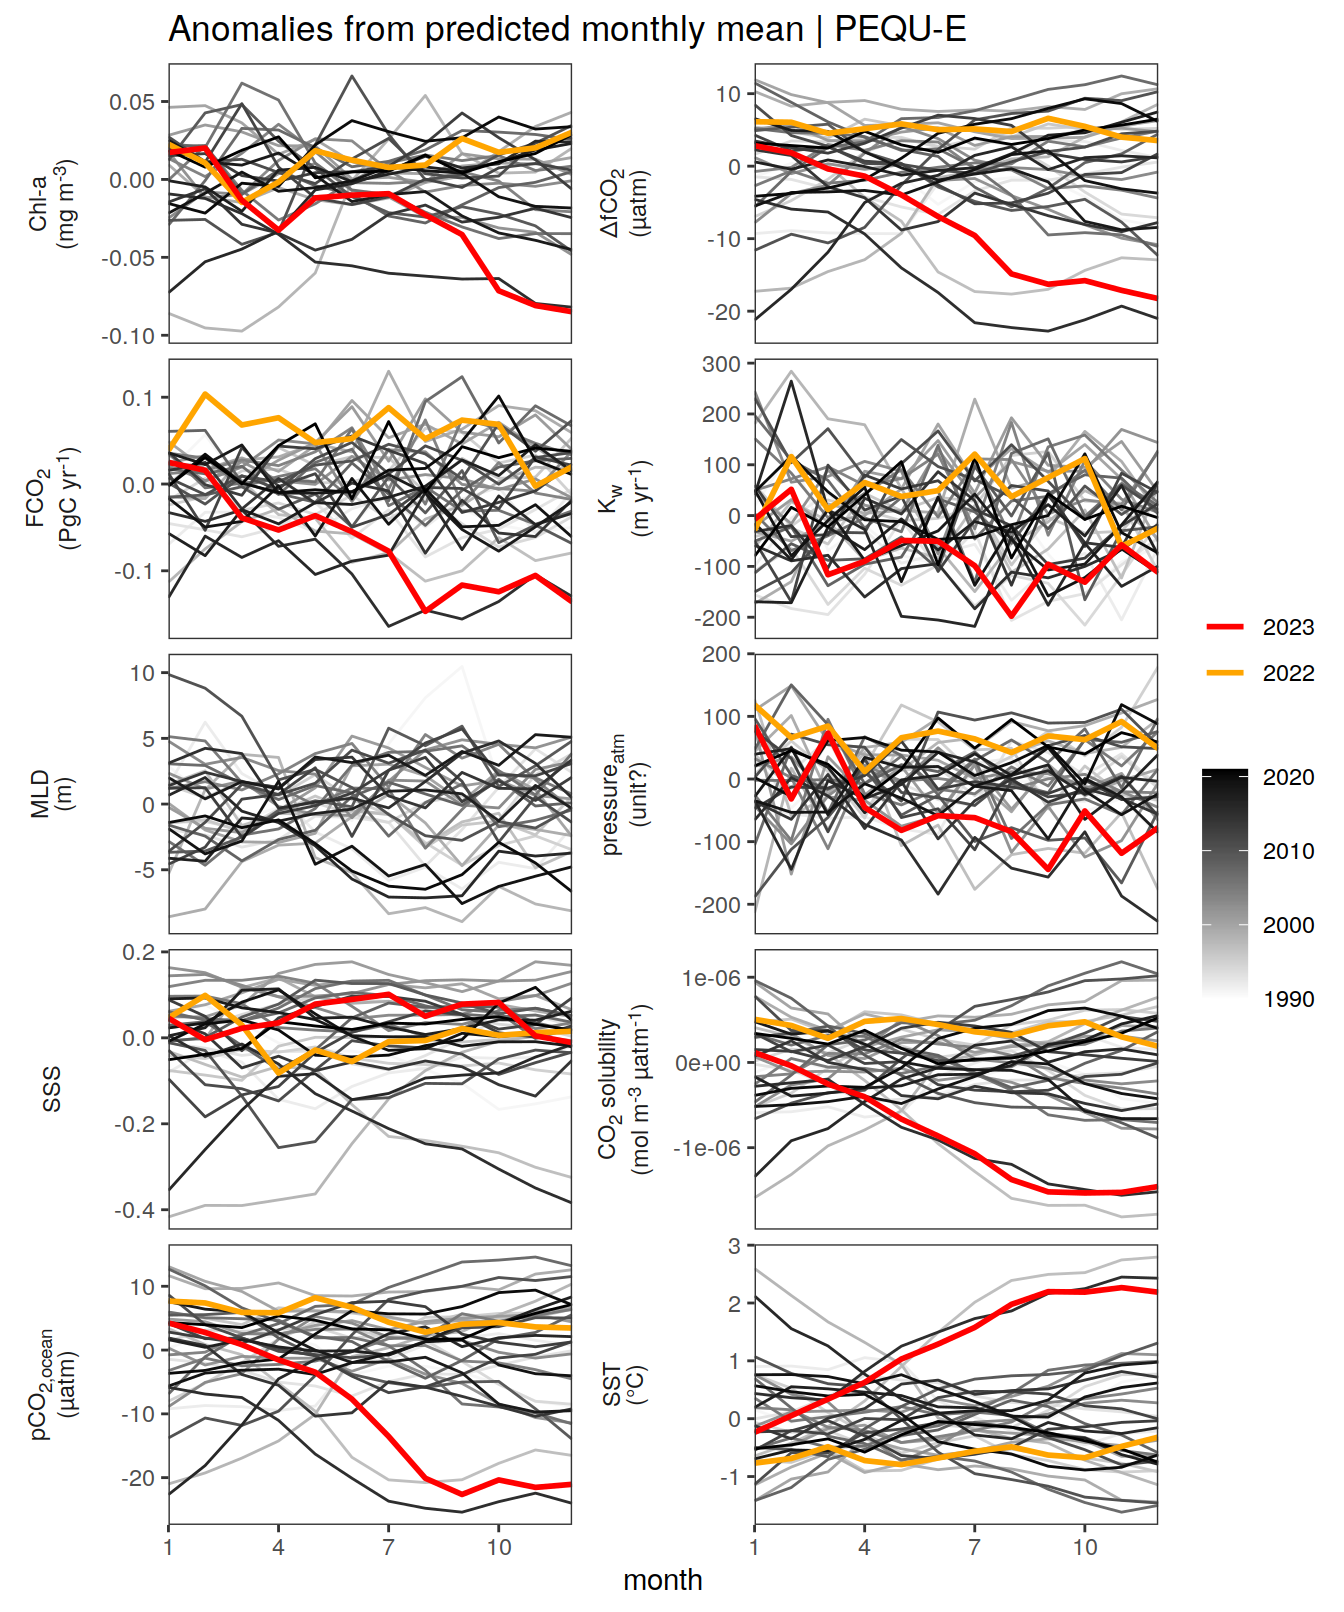 Anomalies from predicted monthly mean | PEQU-E
Chl-a
(mg m⁻³)
0.05
0.00
-0.05
-0.10
ΔfCO₂
(µatm)
10
0
-10
-20
FCO₂
(PgC yr⁻¹)
0.1
0.0
-0.1
K_w
(m yr⁻¹)
300
200
100
0
-100
-200
MLD
(m)
10
5
0
-5
pressure_atm
(unit?)
200
100
0
-100
-200
SSS
0.2
0.0
-0.2
-0.4
CO₂ solubility
(mol m⁻³ µatm⁻¹)
1e-06
0e+00
-1e-06
pCO₂,ocean
(µatm)
10
0
-10
-20
SST
(°C)
3
2
1
0
-1
1 4 7 10
1 4 7 10
month
2023
2022
2020
2010
2000
1990